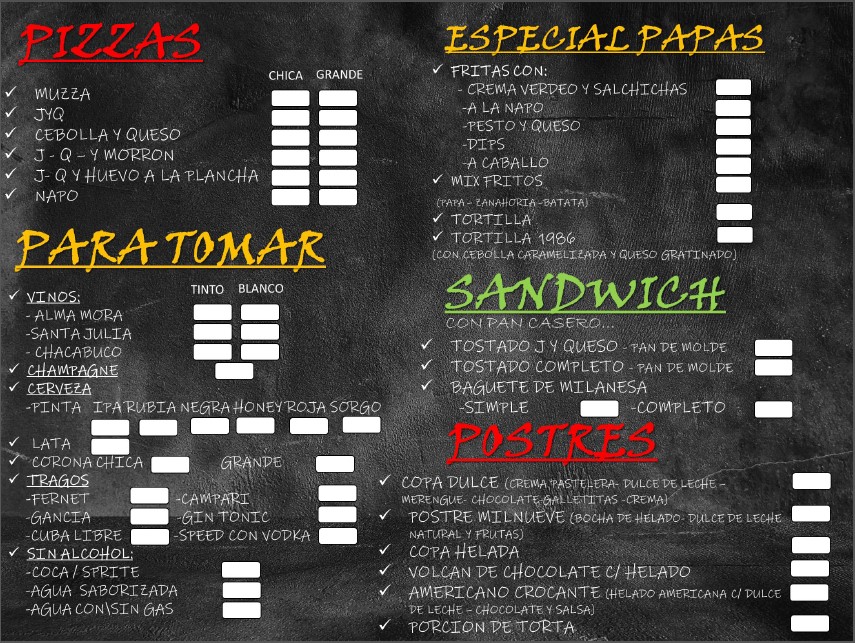 PIZZAS
CHICA GRANDE
MUZZA
JYQ
CEBOLLA Y QUESO
J - Q - Y MORRON
J- Q Y HUEVO A LA PLANCHA
NAPO
PARA TOMAR
TINTO BLANCO
VINOS:
- ALMA MORA
-SANTA JULIA
- CHACABUCO
CHAMPAGNE
CERVEZA
-PINTA IPA RUBIA NEGRA HONEY ROJA SORGO
LATA
CORONA CHICA GRANDE
TRAGOS
-FERNET -CAMPARI
-GANCIA -GIN TONIC
-CUBA LIBRE -SPEED CON VODKA
SIN ALCOHOL:
-COCA / SPRITE
-AGUA SABORIZADA
-AGUA CON\SIN GAS
ESPECIAL PAPAS
FRITAS CON:
- CREMA VERDEO Y SALCHICHAS
-A LA NAPO
-PESTO Y QUESO
-DIPS
-A CABALLO
MIX FRITOS
(PAPA - ZANAHORIA -BATATA)
TORTILLA
TORTILLA 1986
(CON CEBOLLA CARAMELIZADA Y QUESO GRATINADO)
SANDWICH
CON PAN CASERO...
TOSTADO J Y QUESO - PAN DE MOLDE
TOSTADO COMPLETO - PAN DE MOLDE
BAGUETE DE MILANESA
-SIMPLE -COMPLETO
POSTRES
COPA DULCE (CREMA PASTELERA- DULCE DE LECHE -
MERENGUE- CHOCOLATE-GALLETITAS -CREMA)
POSTRE MILNUEVE (BOCHA DE HELADO- DULCE DE LECHE
NATURAL Y FRUTAS)
COPA HELADA
VOLCAN DE CHOCOLATE C/ HELADO
AMERICANO CROCANTE (HELADO AMERICANA C/ DULCE
DE LECHE - CHOCOLATE Y SALSA)
PORCION DE TORTA